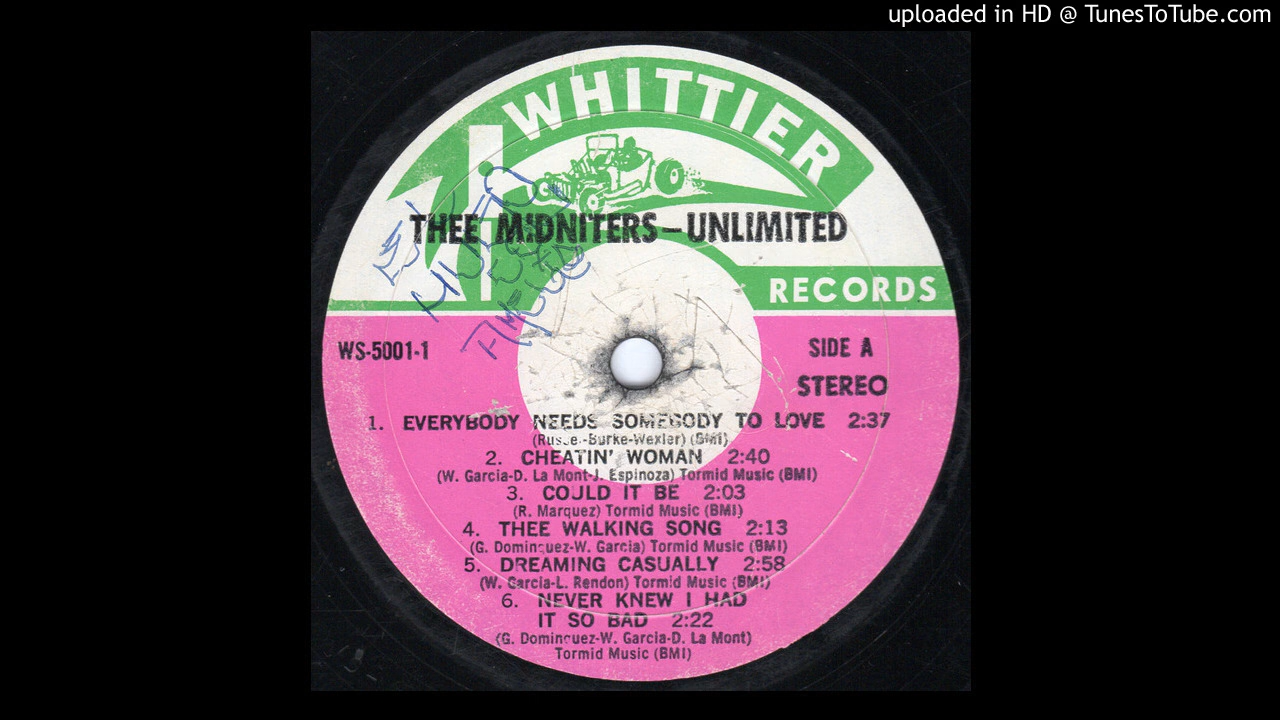 uploaded in HD @ TunesToTube.com
WHITTIER
THEE MIDNITERS—UNLIMITED
RECORDS
WS-5001-1
SIDE A
STEREO
1. EVERYBODY NEEDS SOMEBODY TO LOVE 2:37
(Russe.-Burke-Wexler) (BMI)
2. CHEATIN' WOMAN 2:40
(W. Garcia-D. La Mont-J. Espinoza) Tormid Music (BMI)
3. COULD IT BE 2:03
(R. Marquez) Tormid Music (BMI)
4. THEE WALKING SONG 2:13
(G. Dominguez-W. Garcia) Tormid Music (BMI)
5. DREAMING CASUALLY 2:58
(W. Garcia-L. Rendon) Tormid Music (BMI)
6. NEVER KNEW I HAD
IT SO BAD 2:22
(G. Dominguez-W. Garcia-D. La Mont)
Tormid Music (BMI)